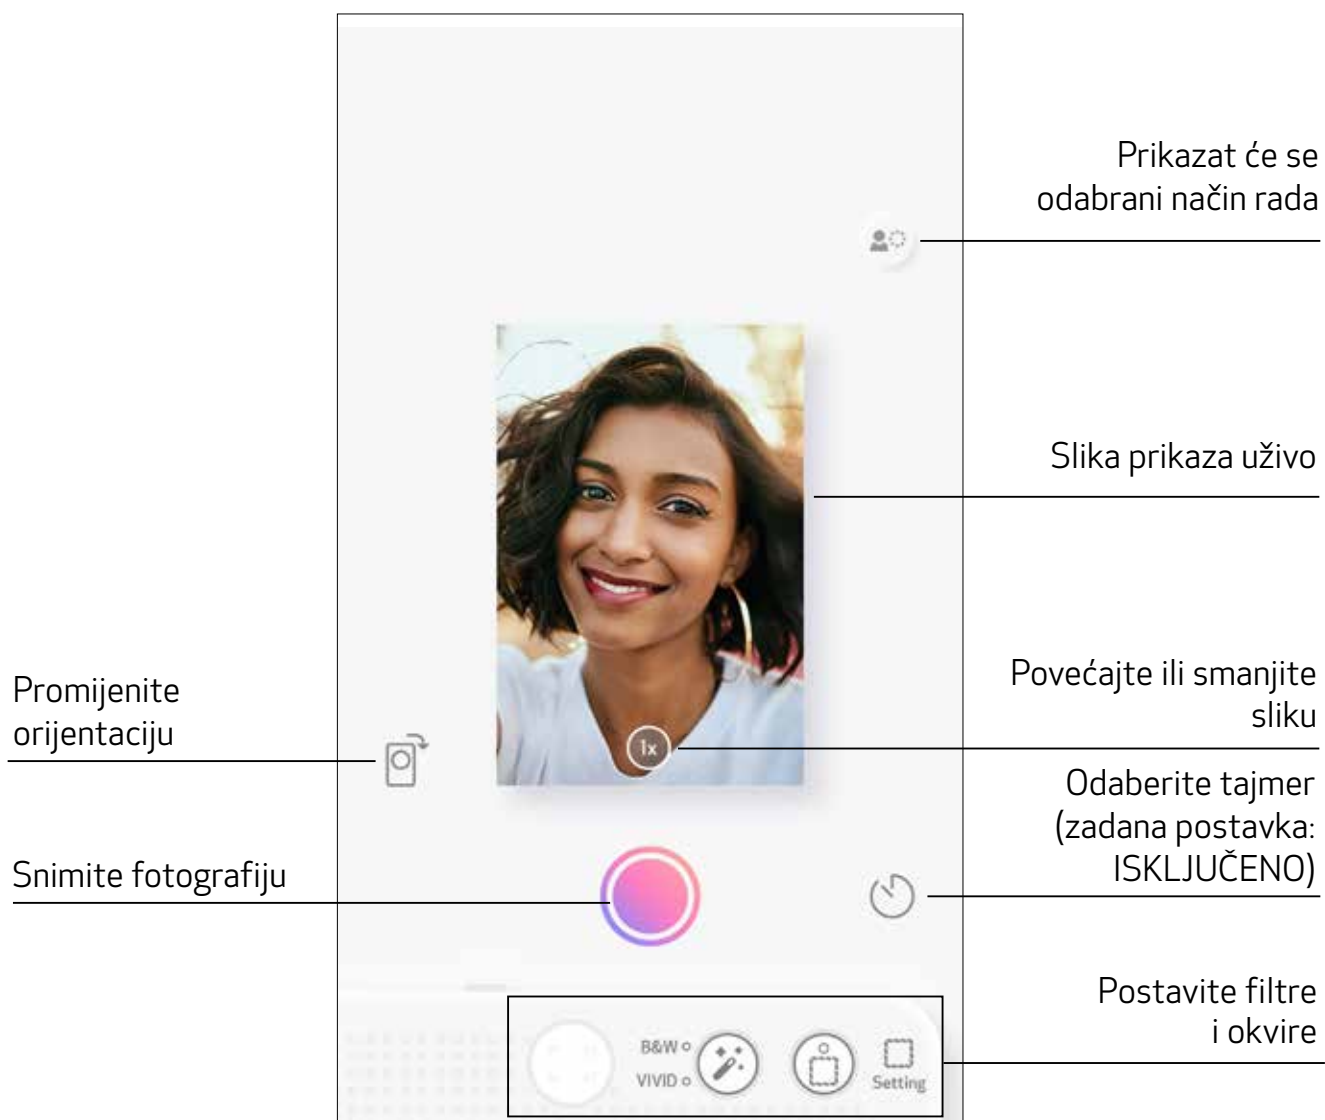 Prikazat će se
odabrani način rada
Slika prikaza uživo
Povećajte ili smanjite
sliku
Promijenite
orijentaciju
1x
Odaberite tajmer
(zadana postavka:
ISKLJUČENO)
Snimite fotografiju
Postavite filtre
i okvire
B&W
VIVID
Setting